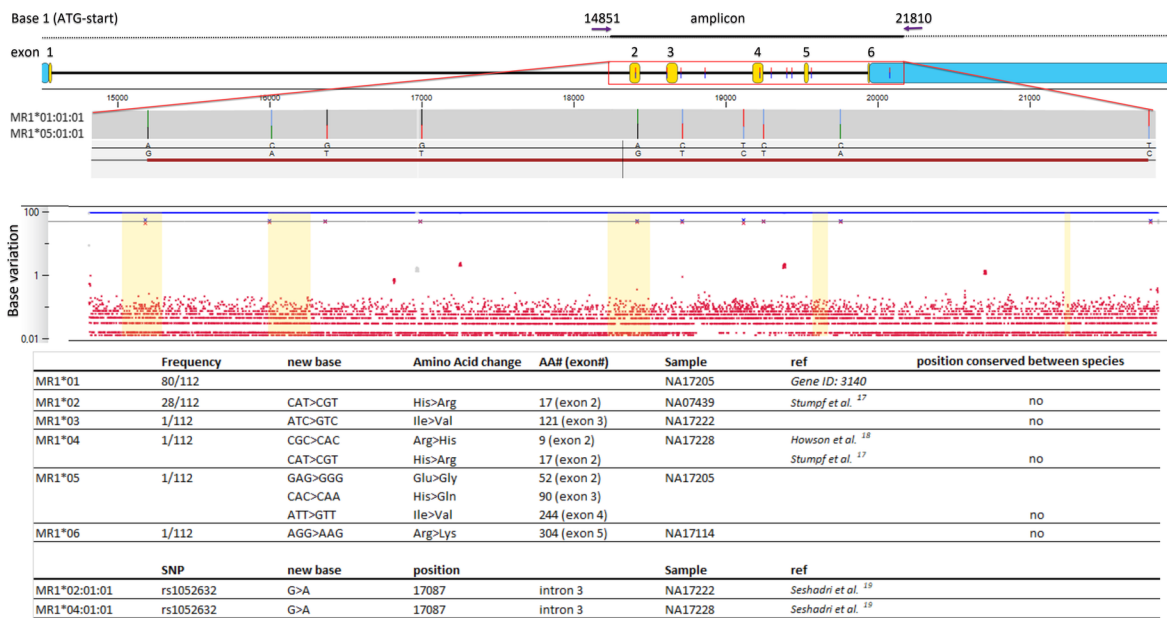 Base 1 (ATG-start) 14851 amplicon 21810
exon 1 2 3 4 5 6
15000 16000 17000 18000 19000 20000 21000
MR1*01:01:01
MR1*05:01:01
A C G G A C T C C T
G A T T G T C T A C
100
1
0.01
Base variation
Frequency new base Amino Acid change AA# (exon#) Sample ref position conserved between species
MR1*01 80/112 NA17205 Gene ID: 3140
MR1*02 28/112 CAT>CGT His>Arg 17 (exon 2) NA07439 Stumpf et al. 17 no
MR1*03 1/112 ATC>GTC Ile>Val 121 (exon 3) NA17222 no
MR1*04 1/112 CGC>CAC Arg>His 9 (exon 2) NA17228 Howson et al. 18
CAT>CGT His>Arg 17 (exon 2) Stumpf et al. 17 no
MR1*05 1/112 GAG>GGG Glu>Gly 52 (exon 2) NA17205
CAC>CAA His>Gln 90 (exon 3)
ATT>GTT Ile>Val 244 (exon 4) no
MR1*06 1/112 AGG>AAG Arg>Lys 304 (exon 5) NA17114 no
SNP new base position Sample ref
MR1*02:01:01 rs1052632 G>A 17087 intron 3 NA17222 Seshadri et al. 19
MR1*04:01:01 rs1052632 G>A 17087 intron 3 NA17228 Seshadri et al. 19